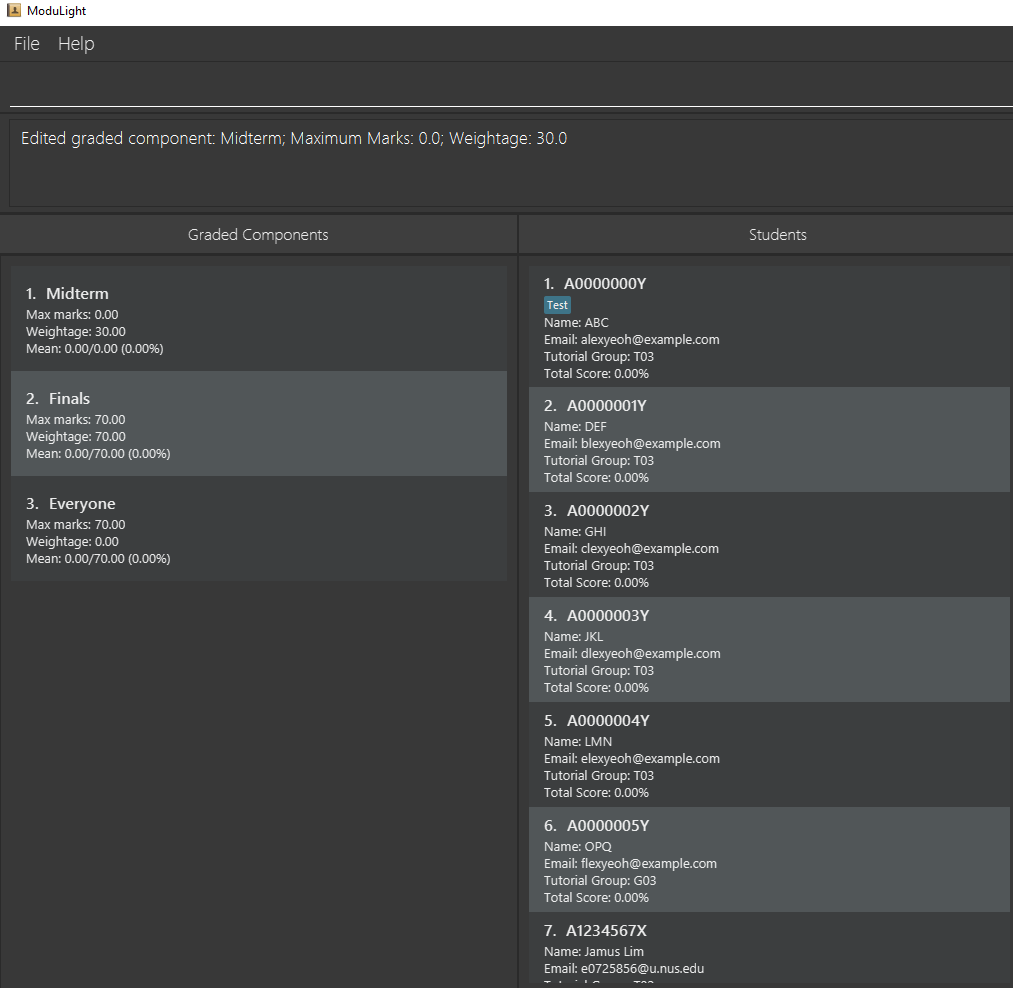 ModuLight
File Help
Edited graded component: Midterm; Maximum Marks: 0.0; Weightage: 30.0
Graded Components
1. Midterm
Max marks: 0.00
Weightage: 30.00
Mean: 0.00/0.00 (0.00%)
2. Finals
Max marks: 70.00
Weightage: 70.00
Mean: 0.00/70.00 (0.00%)
3. Everyone
Max marks: 70.00
Weightage: 0.00
Mean: 0.00/70.00 (0.00%)
Students
1. A0000000Y
Test
Name: ABC
Email: alexyeoh@example.com
Tutorial Group: T03
Total Score: 0.00%
2. A0000001Y
Name: DEF
Email: blexyeoh@example.com
Tutorial Group: T03
Total Score: 0.00%
3. A0000002Y
Name: GHI
Email: clexyeoh@example.com
Tutorial Group: T03
Total Score: 0.00%
4. A0000003Y
Name: JKL
Email: dlexyeoh@example.com
Tutorial Group: T03
Total Score: 0.00%
5. A0000004Y
Name: LMN
Email: elexyeoh@example.com
Tutorial Group: T03
Total Score: 0.00%
6. A0000005Y
Name: OPQ
Email: flexyeoh@example.com
Tutorial Group: G03
Total Score: 0.00%
7. A1234567X
Name: Jamus Lim
Email: e0725856@u.nus.edu